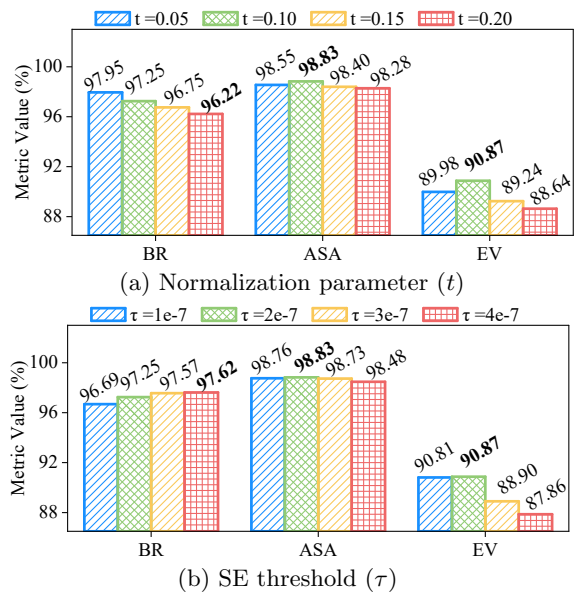 t =0.05 t =0.10 t =0.15 t =0.20
Metric Value (%)
100
96
92
88
97.95 97.25 96.75 96.22
98.55 98.83 98.40 98.28
89.98 90.87 89.24 88.64
BR ASA EV
(a) Normalization parameter (t)
τ =1e-7 τ =2e-7 τ =3e-7 τ =4e-7
Metric Value (%)
100
96
92
88
96.69 97.25 97.57 97.62
98.76 98.83 98.73 98.48
90.81 90.87 88.90 87.86
BR ASA EV
(b) SE threshold (τ)